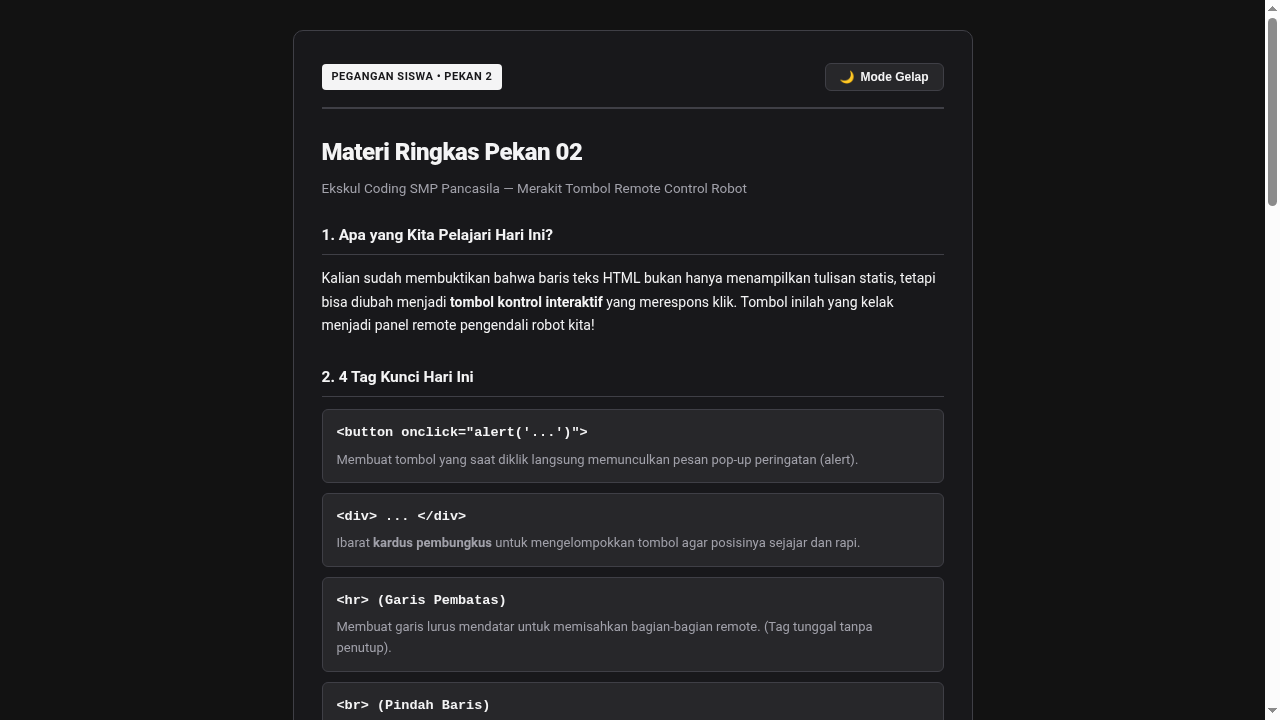 PEGANGAN SISWA • PEKAN 2
🌙 Mode Gelap
Materi Ringkas Pekan 02
Ekskul Coding SMP Pancasila — Merakit Tombol Remote Control Robot
1. Apa yang Kita Pelajari Hari Ini?
Kalian sudah membuktikan bahwa baris teks HTML bukan hanya menampilkan tulisan statis, tetapi
bisa diubah menjadi tombol kontrol interaktif yang merespons klik. Tombol inilah yang kelak
menjadi panel remote pengendali robot kita!
2. 4 Tag Kunci Hari Ini
<button onclick="alert('...')">
Membuat tombol yang saat diklik langsung memunculkan pesan pop-up peringatan (alert).
<div> ... </div>
Ibarat kardus pembungkus untuk mengelompokkan tombol agar posisinya sejajar dan rapi.
<hr> (Garis Pembatas)
Membuat garis lurus mendatar untuk memisahkan bagian-bagian remote. (Tag tunggal tanpa
penutup).
<br> (Pindah Baris)